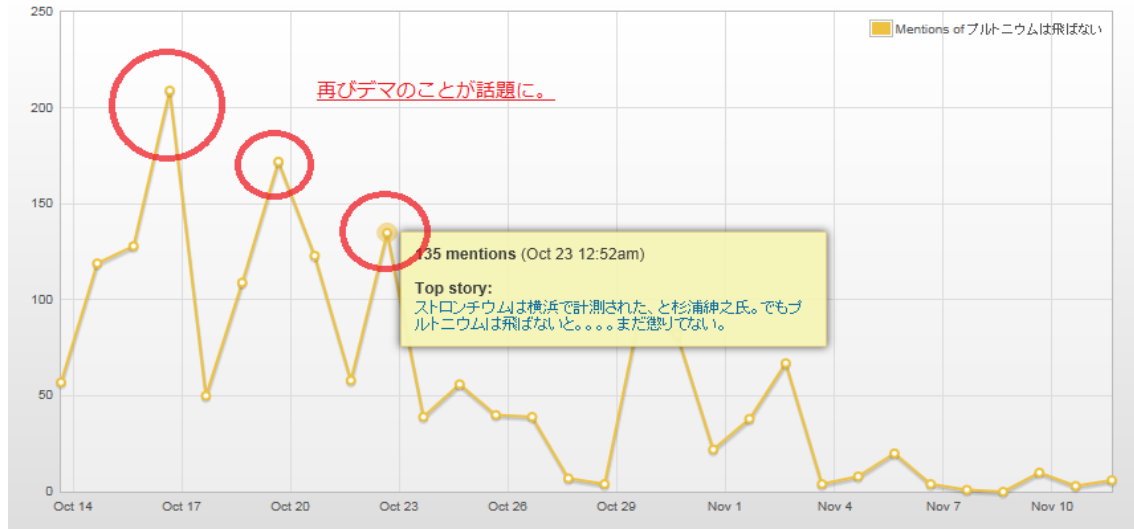 250
Mentions of プルトニウムは飛ばない
再びデマのことが話題に。
200
150
135 mentions (Oct 23 12:52am)
Top story:
ストロンチウムは横浜で計測された、と杉浦紳之氏。でもプ
ルトニウムは飛ばないと。。。。まだ懲りてない。
100
50
0
Oct 14 Oct 17 Oct 20 Oct 23 Oct 26 Oct 29 Nov 1 Nov 4 Nov 7 Nov 10